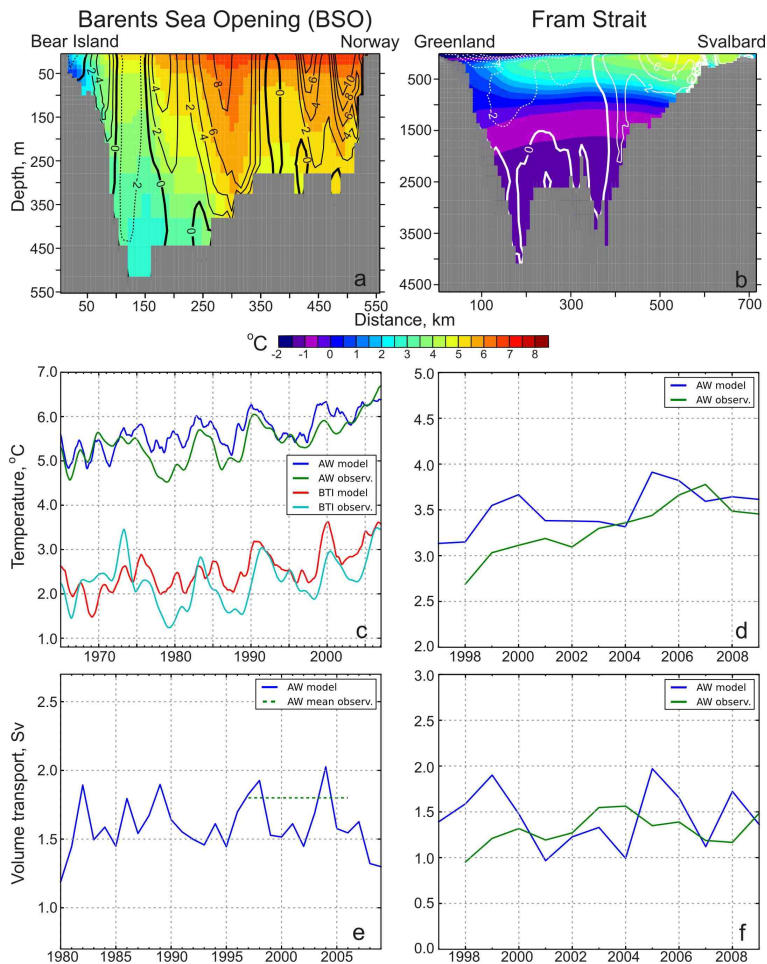 Barents Sea Opening (BSO)
Fram Strait
Bear Island
Norway
Greenland
Svalbard
Depth, m
50
150
250
350
450
550
500
1500
2500
3500
4500
a
b
50
150
250
350
450
550
100
300
500
700
Distance, km
°C
-2
-1
0
1
2
3
4
5
6
7
8
Temperature, °C
7.0
6.0
5.0
4.0
3.0
2.0
1.0
AW model
AW observ.
BTI model
BTI observ.
c
1970
1980
1990
2000
5.0
4.5
4.0
3.5
3.0
2.5
2.0
AW model
AW observ.
d
1998
2000
2002
2004
2006
2008
Volume transport, Sv
2.5
2.0
1.5
1.0
AW model
AW mean observ.
e
1980
1985
1990
1995
2000
2005
3.0
2.5
2.0
1.5
1.0
0.5
0.0
AW model
AW observ.
f
1998
2000
2002
2004
2006
2008